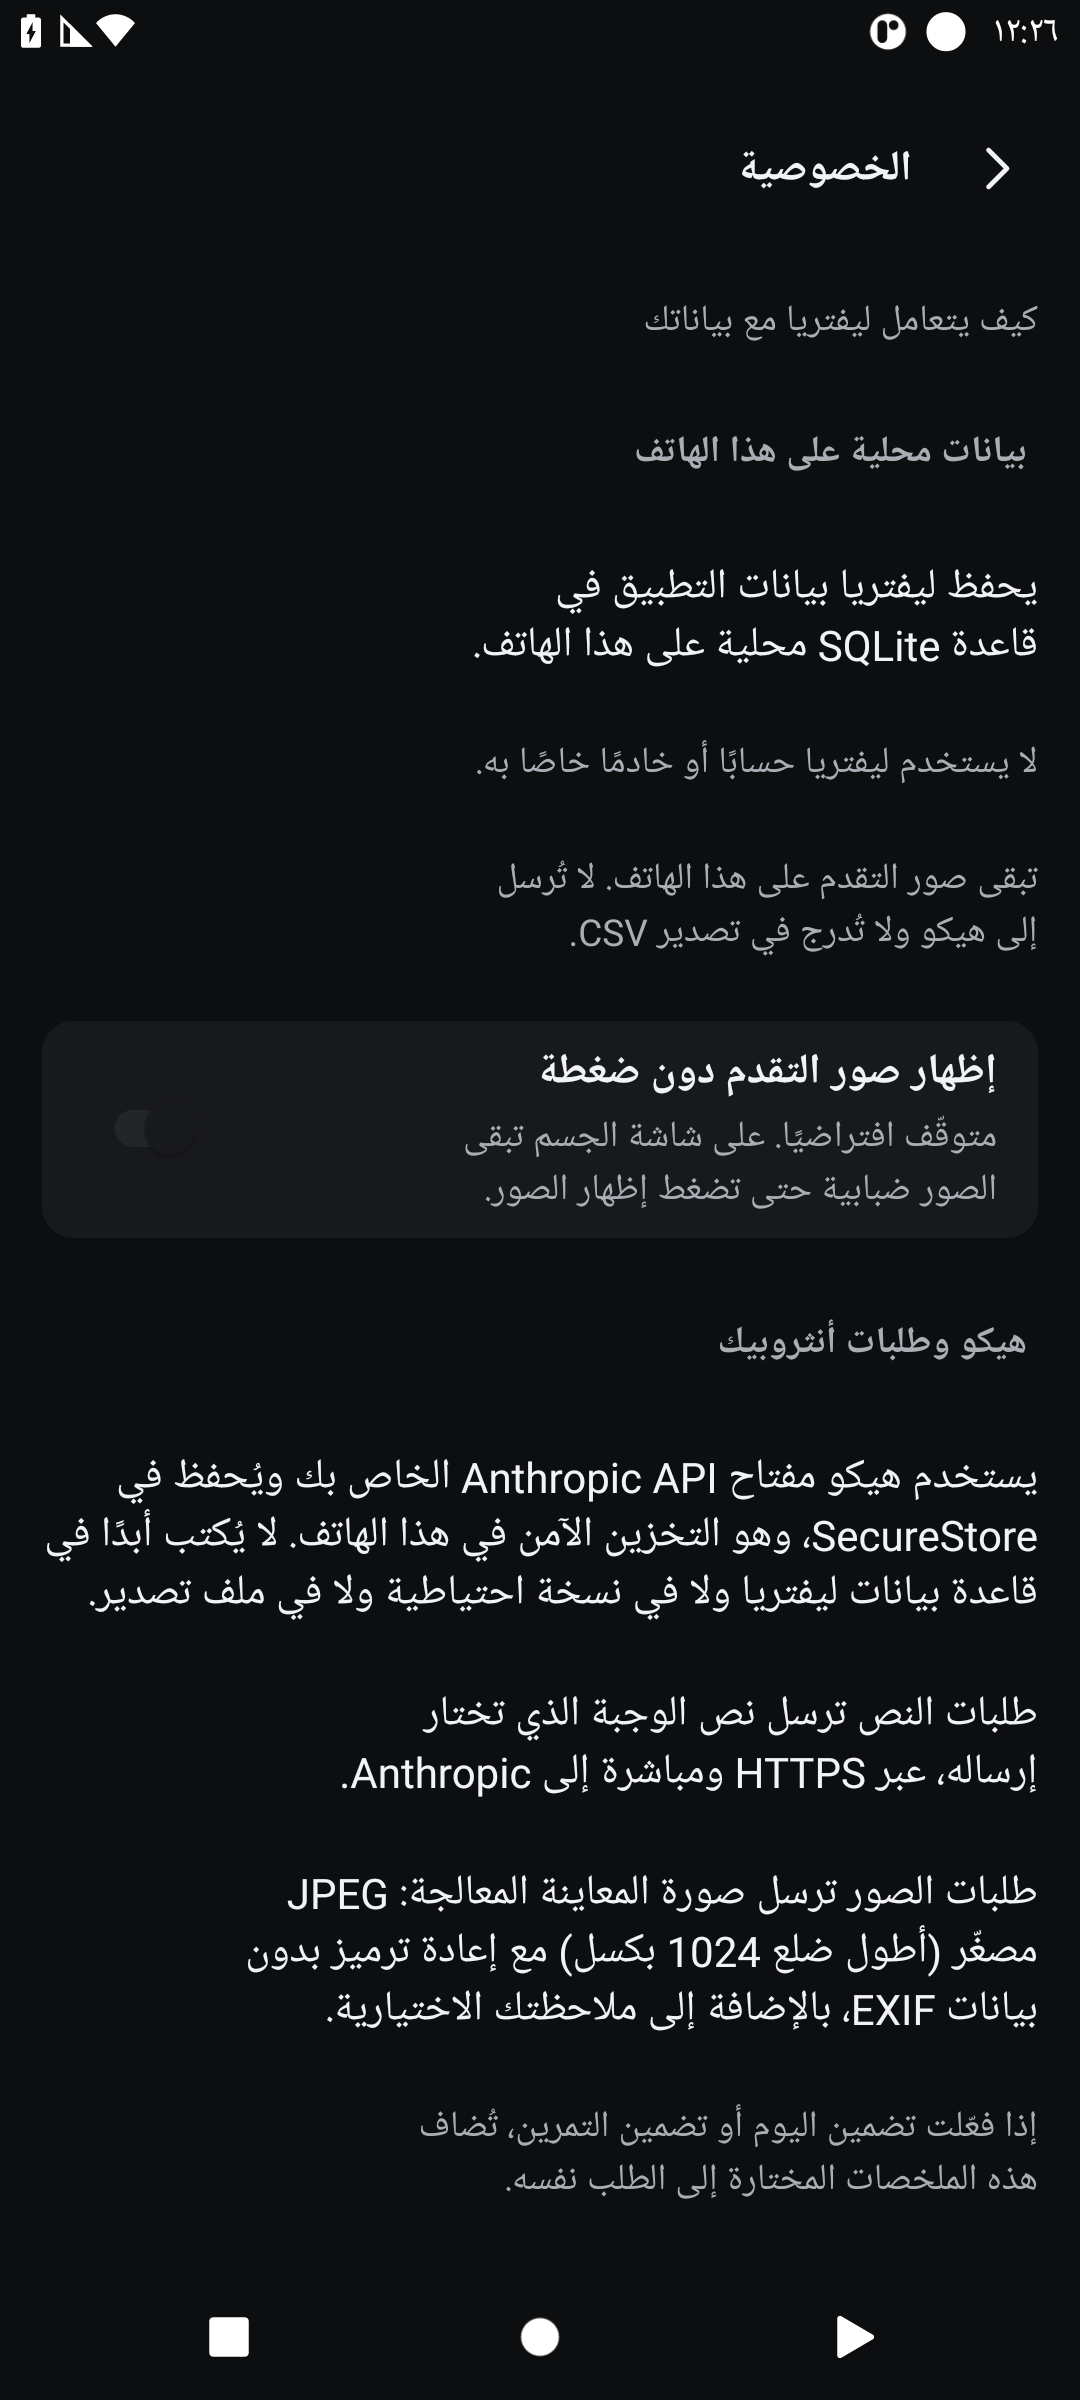 ١٢:٢٦
الخصوصية
كيف يتعامل ليفتريا مع بياناتك
بيانات محلية على هذا الهاتف
يحفظ ليفتريا بيانات التطبيق في
قاعدة SQLite محلية على هذا الهاتف.
لا يستخدم ليفتريا حسابًا أو خادمًا خاصًا به.
تبقى صور التقدم على هذا الهاتف. لا تُرسل
إلى هيكو ولا تُدرج في تصدير CSV.
إظهار صور التقدم دون ضغطة
متوقّف افتراضيًا. على شاشة الجسم تبقى
الصور ضبابية حتى تضغط إظهار الصور.
هيكو وطلبات أنثروبيك
يستخدم هيكو مفتاح Anthropic API الخاص بك ويُحفظ في
SecureStore، وهو التخزين الآمن في هذا الهاتف. لا يُكتب أبدًا في
قاعدة بيانات ليفتريا ولا في نسخة احتياطية ولا في ملف تصدير.
طلبات النص ترسل نص الوجبة الذي تختار
إرساله، عبر HTTPS ومباشرة إلى Anthropic.
طلبات الصور ترسل صورة المعاينة المعالجة: JPEG
مصغّر (أطول ضلع 1024 بكسل) مع إعادة ترميز بدون
بيانات EXIF، بالإضافة إلى ملاحظتك الاختيارية.
إذا فعّلت تضمين اليوم أو تضمين التمرين، تُضاف
هذه الملخصات المختارة إلى الطلب نفسه.